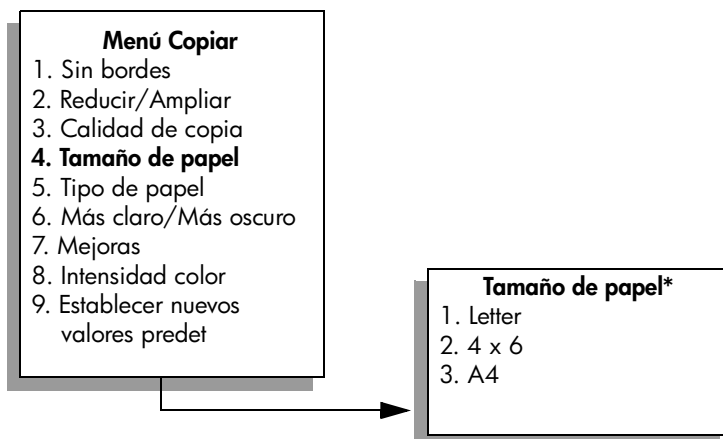 Menú Copiar
1. Sin bordes
2. Reducir/Ampliar
3. Calidad de copia
4. Tamaño de papel
5. Tipo de papel
6. Más claro/Más oscuro
7. Mejoras
8. Intensidad color
9. Establecer nuevos
valores predet
Tamaño de papel*
1. Letter
2. 4 x 6
3. A4